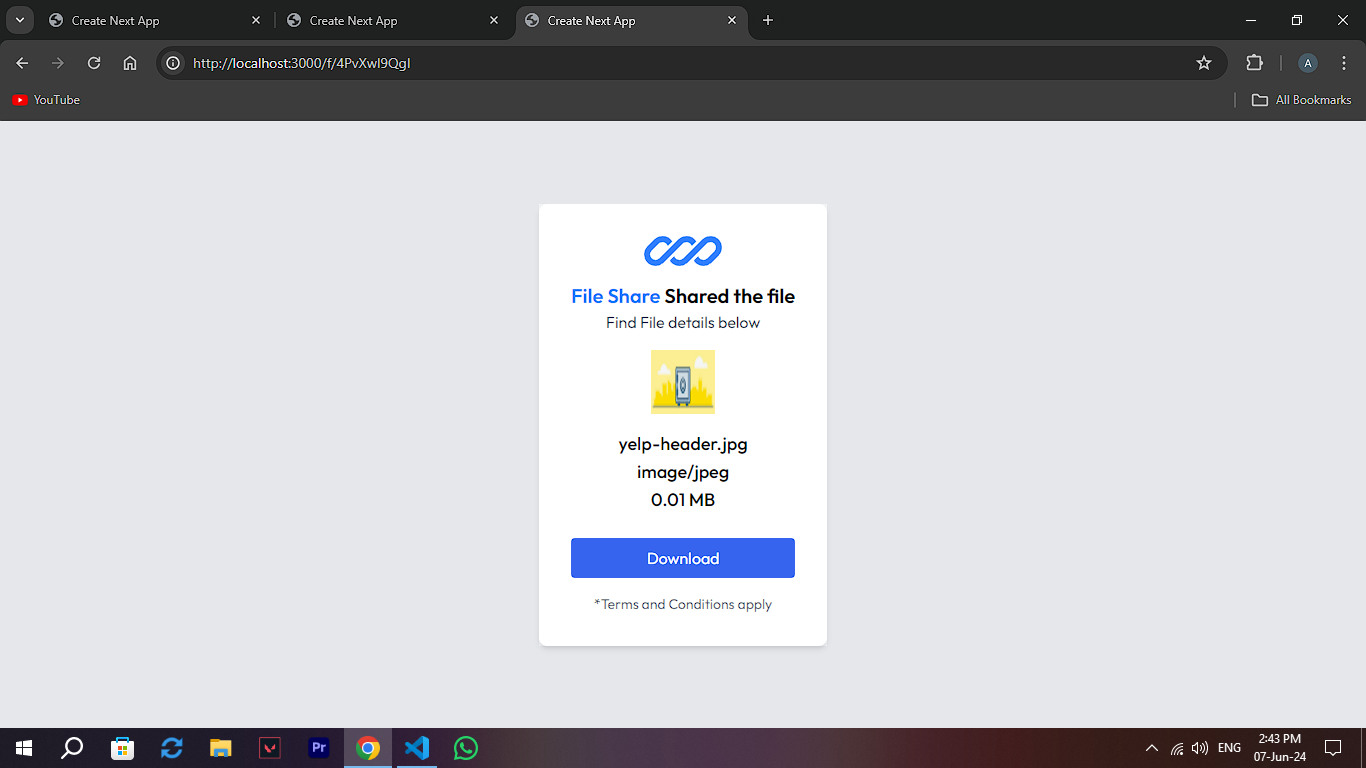 Create Next App
Create Next App
Create Next App
http://localhost:3000/f/4PvXwl9QgI
A
YouTube
All Bookmarks
File Share Shared the file
Find File details below
yelp-header.jpg
image/jpeg
0.01 MB
Download
*Terms and Conditions apply
Pr
ENG
2:43 PM
07-Jun-24